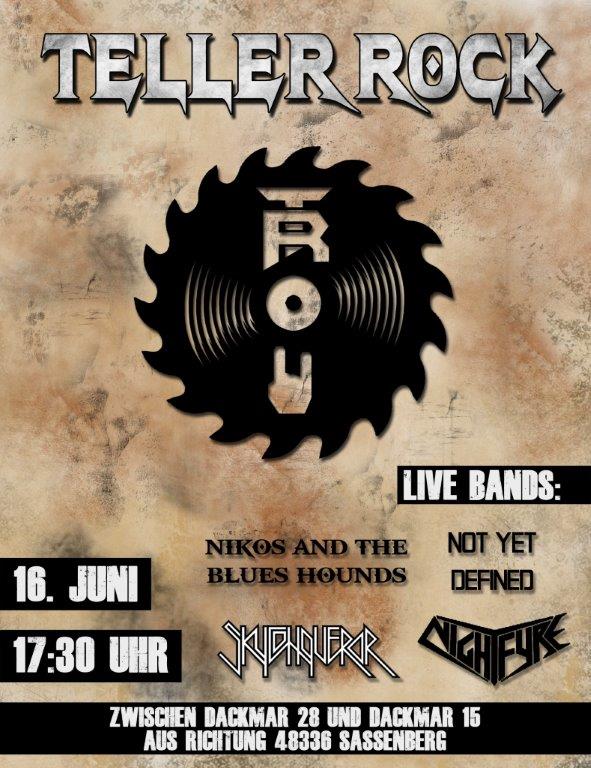 TELLER ROCK
LIVE BANDS:
NIKOS AND THE
BLUES HOUNDS
NOT YET
DEFINED
16. JUNI
17:30 UHR
SKYCONQUEROR
NIGHTFYRE
ZWISCHEN DACKMAR 28 UND DACKMAR 15
AUS RICHTUNG 48336 SASSENBERG